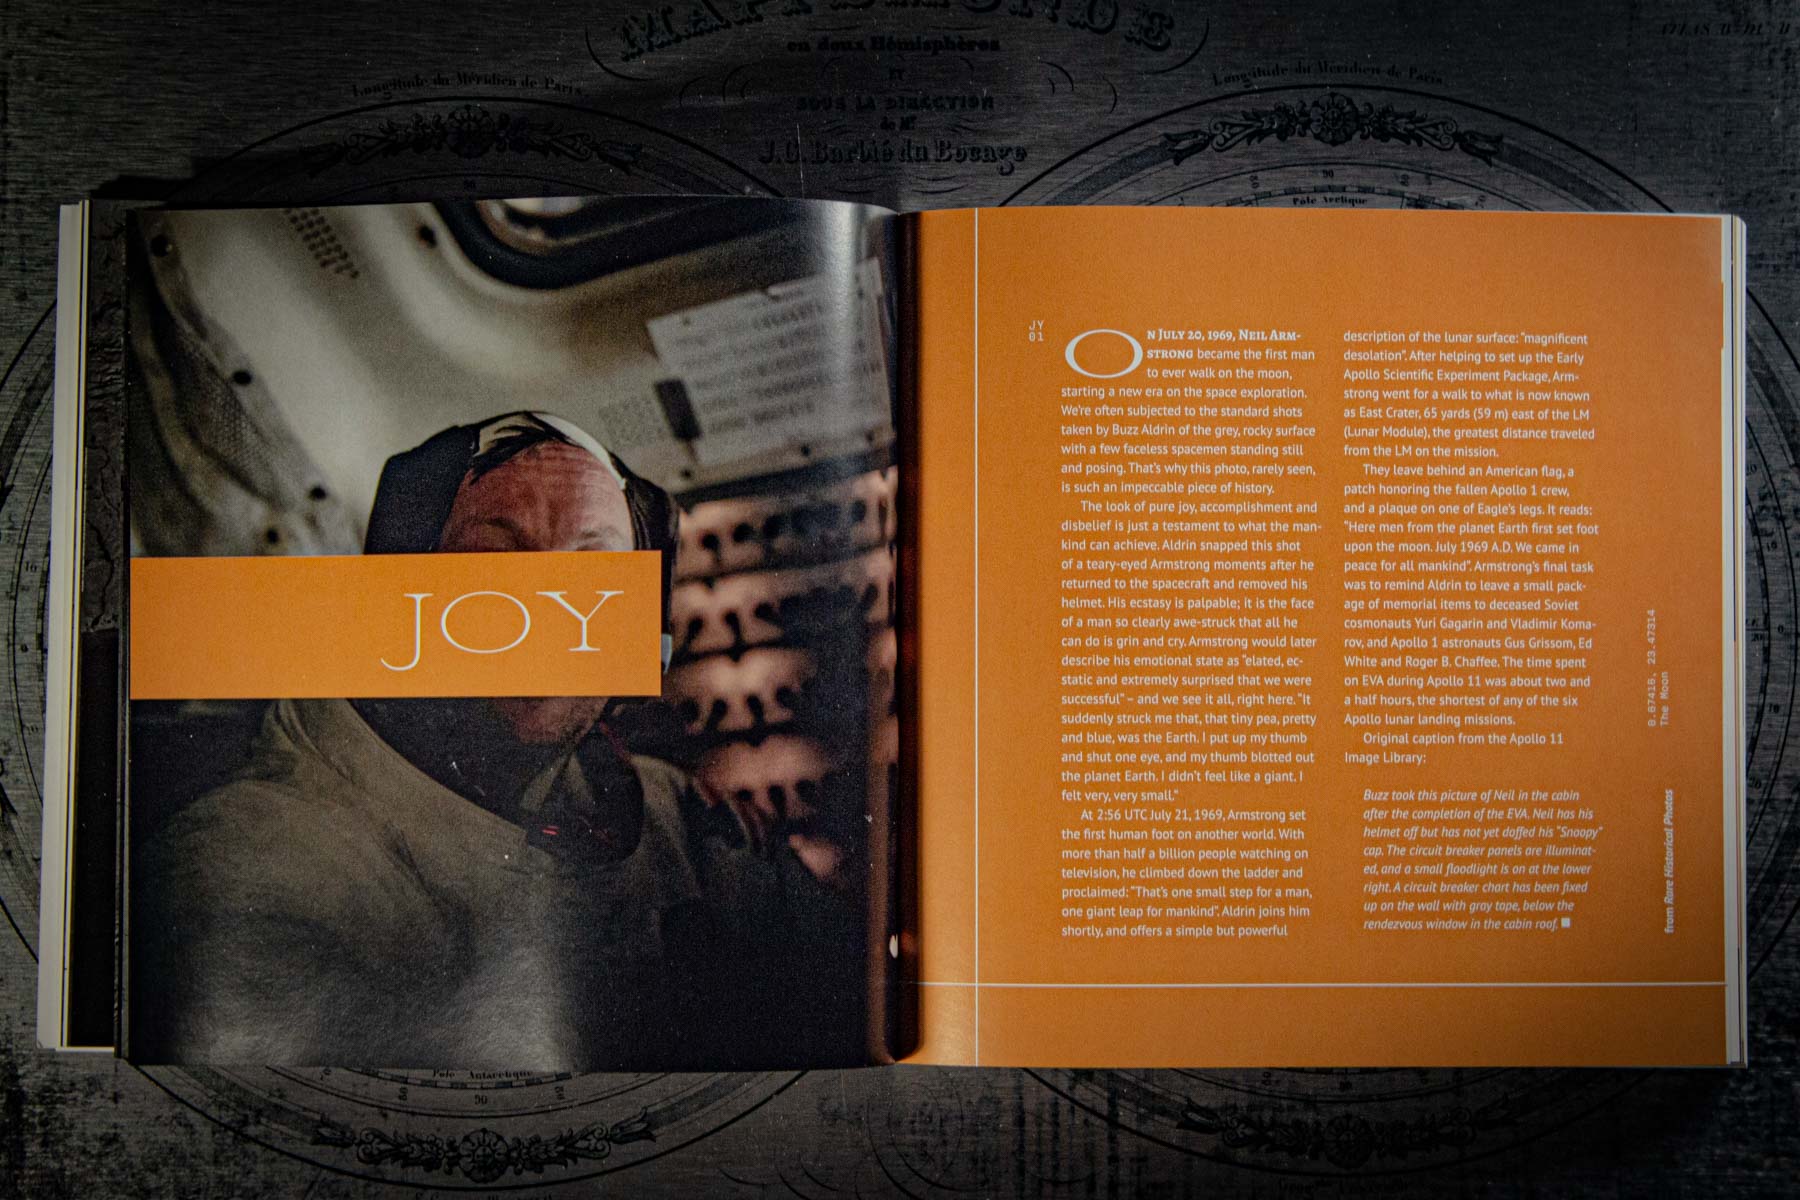 en deux Hémisphères
ET
SOUS LA DIRECTION
de Mr
J.G. Barbié du Bocage
Longitude du Méridien de Paris
Longitude du Méridien de Paris
Pôle Arctique
JOY
JY
01
ON JULY 20, 1969, NEIL ARM-
STRONG became the first man
to ever walk on the moon,
starting a new era on the space exploration.
We're often subjected to the standard shots
taken by Buzz Aldrin of the grey, rocky surface
with a few faceless spacemen standing still
and posing. That's why this photo, rarely seen,
is such an impeccable piece of history.
The look of pure joy, accomplishment and
disbelief is just a testament to what the man-
kind can achieve. Aldrin snapped this shot
of a teary-eyed Armstrong moments after he
returned to the spacecraft and removed his
helmet. His ecstasy is palpable; it is the face
of a man so clearly awe-struck that all he
can do is grin and cry. Armstrong would later
describe his emotional state as "elated, ec-
static and extremely surprised that we were
successful" – and we see it all, right here. "It
suddenly struck me that, that tiny pea, pretty
and blue, was the Earth. I put up my thumb
and shut one eye, and my thumb blotted out
the planet Earth. I didn't feel like a giant. I
felt very, very small."
At 2:56 UTC July 21, 1969, Armstrong set
the first human foot on another world. With
more than half a billion people watching on
television, he climbed down the ladder and
proclaimed: "That's one small step for a man,
one giant leap for mankind". Aldrin joins him
shortly, and offers a simple but powerful
description of the lunar surface: "magnificent
desolation". After helping to set up the Early
Apollo Scientific Experiment Package, Arm-
strong went for a walk to what is now known
as East Crater, 65 yards (59 m) east of the LM
(Lunar Module), the greatest distance traveled
from the LM on the mission.
They leave behind an American flag, a
patch honoring the fallen Apollo 1 crew,
and a plaque on one of Eagle's legs. It reads:
"Here men from the planet Earth first set foot
upon the moon. July 1969 A.D. We came in
peace for all mankind". Armstrong's final task
was to remind Aldrin to leave a small pack-
age of memorial items to deceased Soviet
cosmonauts Yuri Gagarin and Vladimir Koma-
rov, and Apollo 1 astronauts Gus Grissom, Ed
White and Roger B. Chaffee. The time spent
on EVA during Apollo 11 was about two and
a half hours, the shortest of any of the six
Apollo lunar landing missions.
Original caption from the Apollo 11
Image Library:
Buzz took this picture of Neil in the cabin
after the completion of the EVA. Neil has his
helmet off but has not yet doffed his "Snoopy"
cap. The circuit breaker panels are illuminat-
ed, and a small floodlight is on at the lower
right. A circuit breaker chart has been fixed
up on the wall with gray tape, below the
rendezvous window in the cabin roof.
0.67416, 23.47314
The Moon
from Rare Historical Photos
Pôle Antarctique